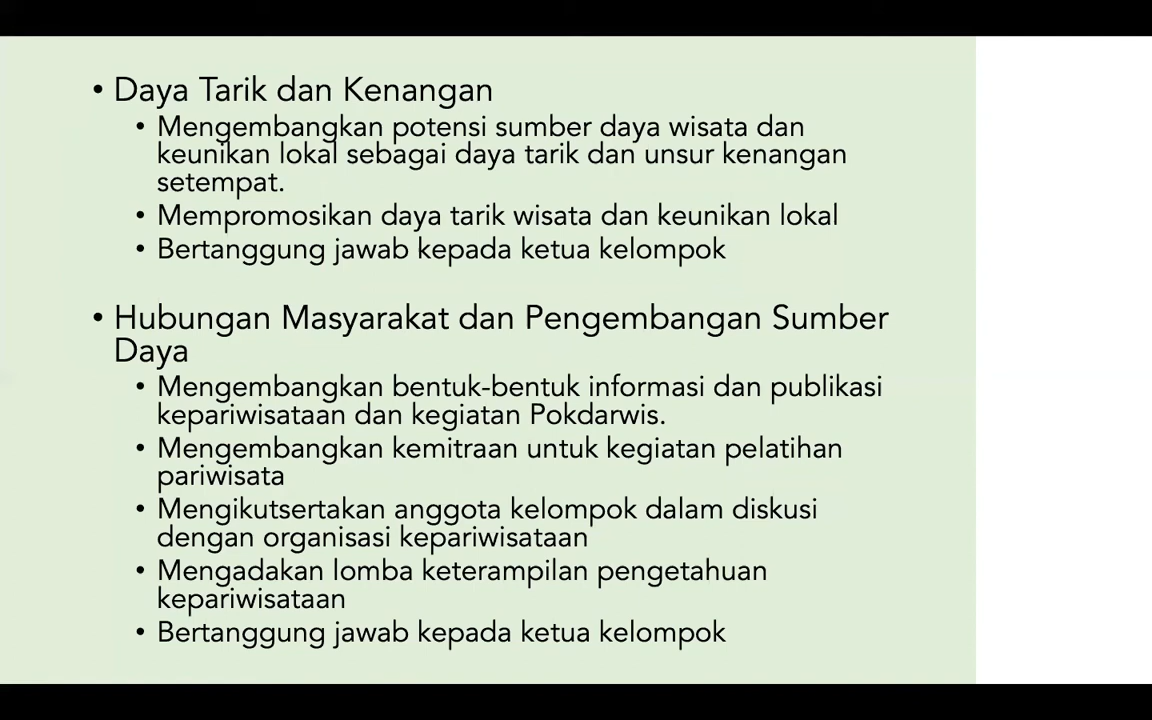 • Daya Tarik dan Kenangan
• Mengembangkan potensi sumber daya wisata dan
keunikan lokal sebagai daya tarik dan unsur kenangan
setempat.
• Mempromosikan daya tarik wisata dan keunikan lokal
• Bertanggung jawab kepada ketua kelompok
• Hubungan Masyarakat dan Pengembangan Sumber
Daya
• Mengembangkan bentuk-bentuk informasi dan publikasi
kepariwisataan dan kegiatan Pokdarwis.
• Mengembangkan kemitraan untuk kegiatan pelatihan
pariwisata
• Mengikutsertakan anggota kelompok dalam diskusi
dengan organisasi kepariwisataan
• Mengadakan lomba keterampilan pengetahuan
kepariwisataan
• Bertanggung jawab kepada ketua kelompok